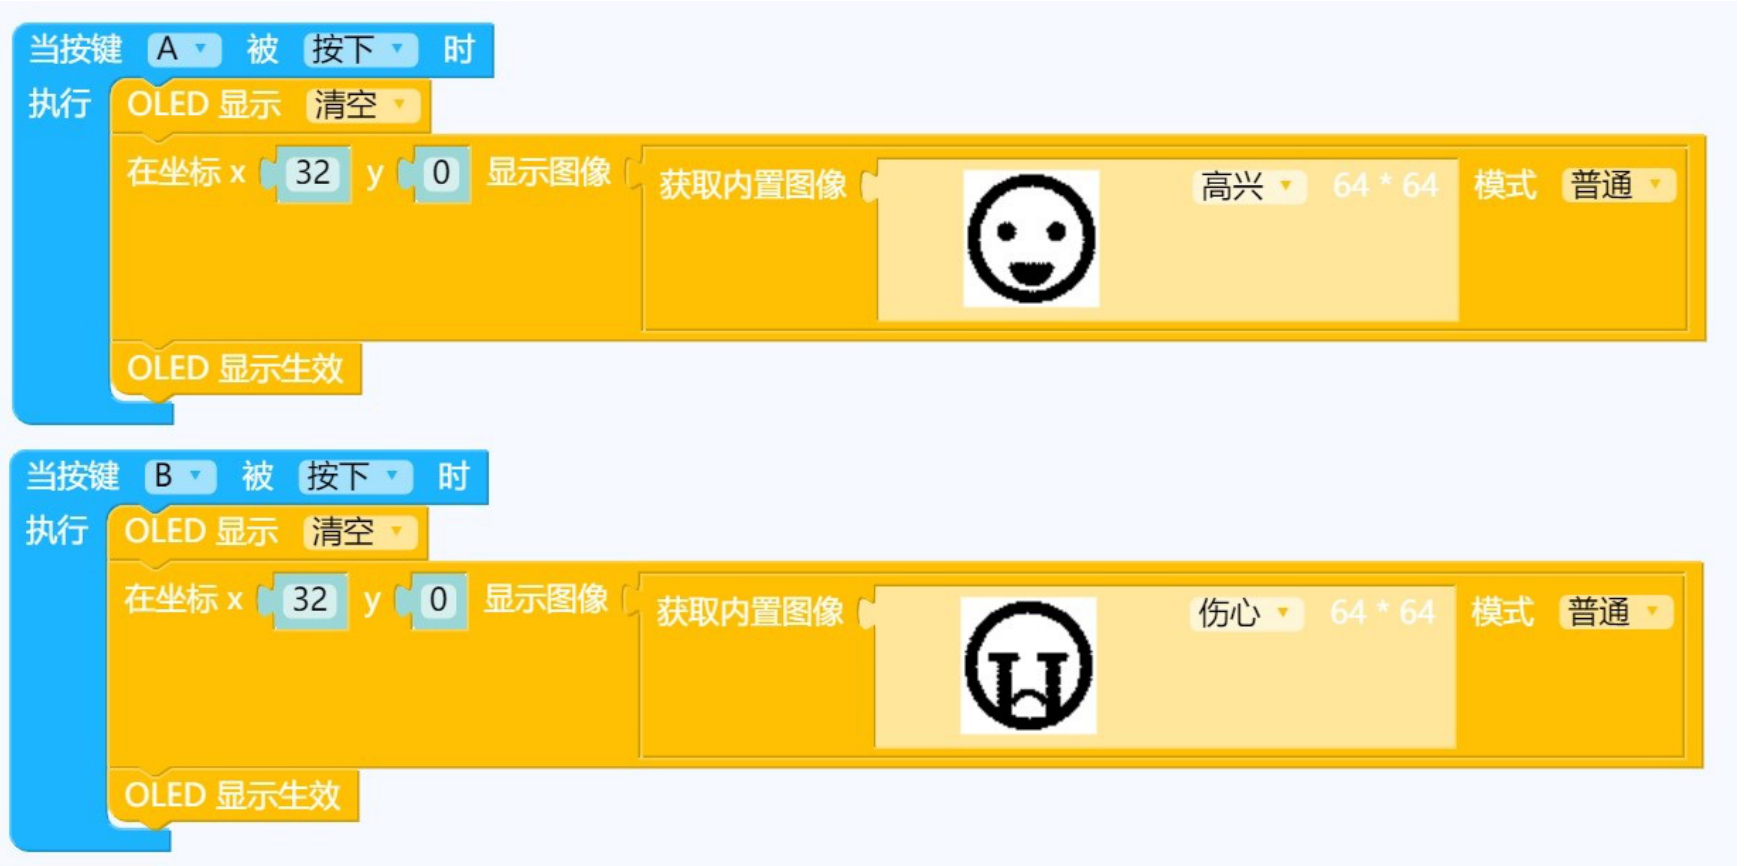 当按键 A 被 按下 时
执行 OLED 显示 清空
在坐标 x 32 y 0 显示图像 获取内置图像 高兴 64 * 64 模式 普通
OLED 显示生效
当按键 B 被 按下 时
执行 OLED 显示 清空
在坐标 x 32 y 0 显示图像 获取内置图像 伤心 64 * 64 模式 普通
OLED 显示生效